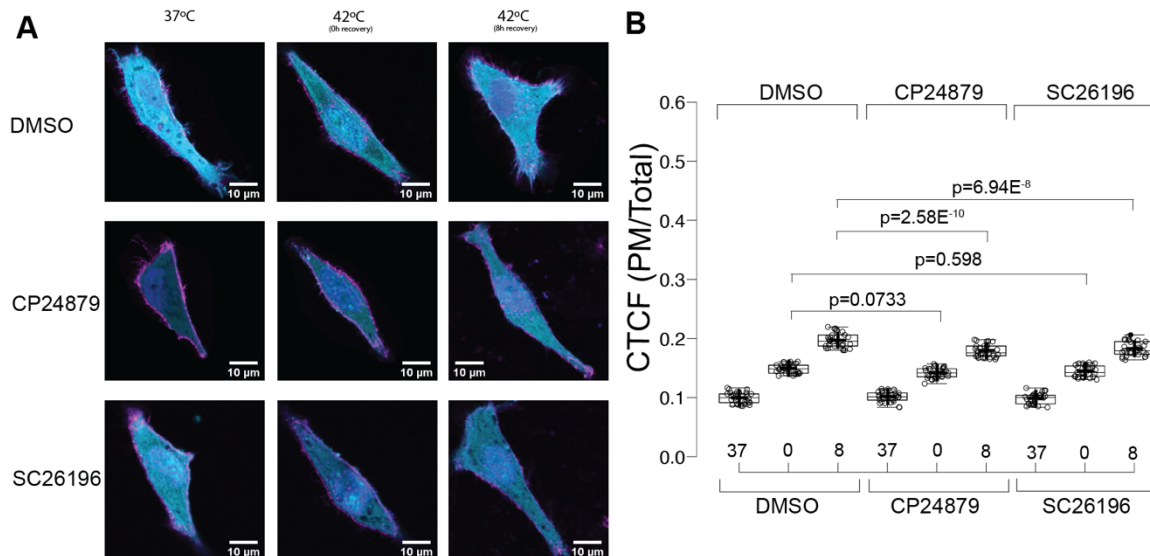 A
37ºC
42ºC
(0h recovery)
42ºC
(8h recovery)
DMSO
10 µm
10 µm
10 µm
CP24879
10 µm
10 µm
10 µm
SC26196
10 µm
10 µm
10 µm
B
DMSO
CP24879
SC26196
CTCF (PM/Total)
0.6
0.5
0.4
0.3
0.2
0.1
0.0
p=6.94E-8
p=2.58E-10
p=0.598
p=0.0733
37 0 8 37 0 8 37 0 8
DMSO
CP24879
SC26196